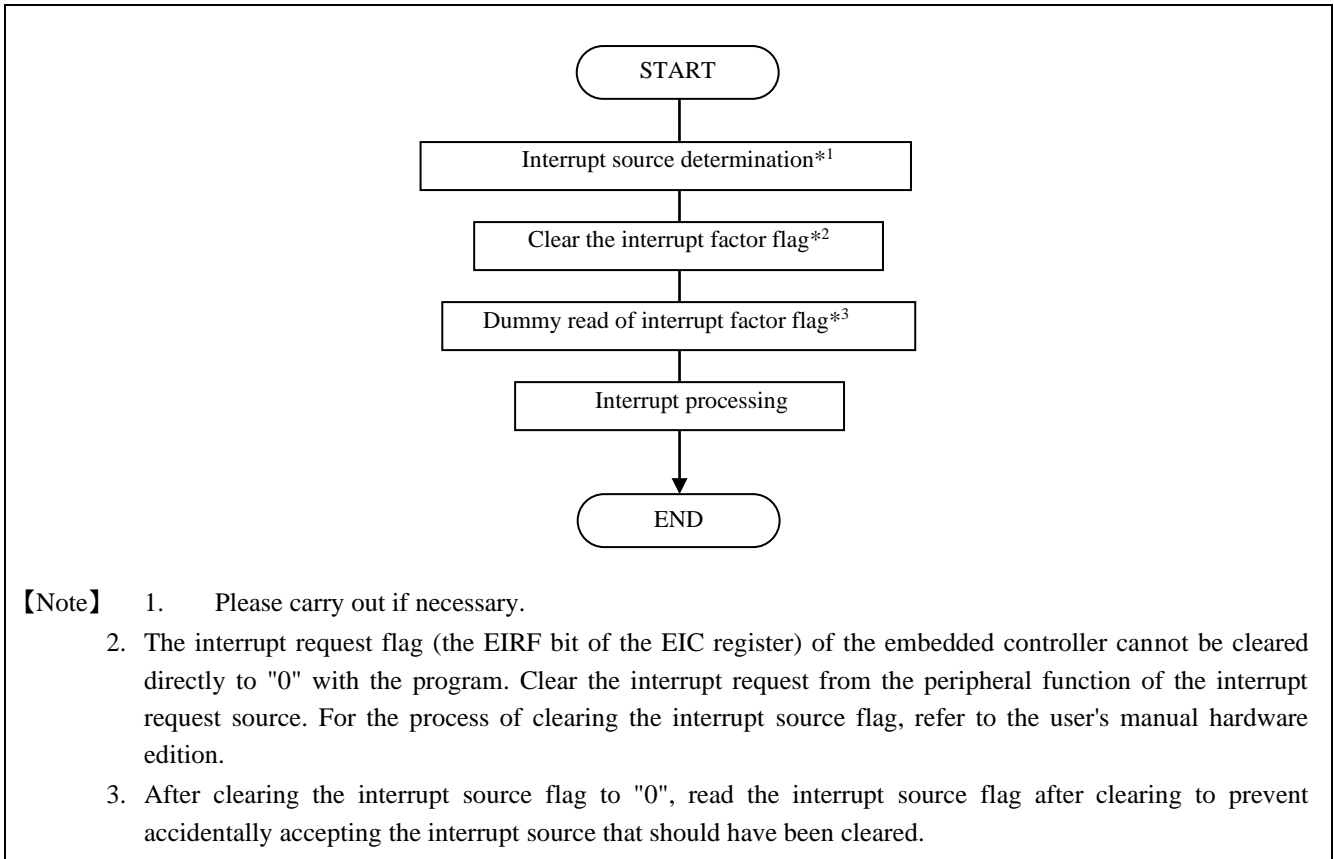 START
Interrupt source determination*1
Clear the interrupt factor flag*2
Dummy read of interrupt factor flag*3
Interrupt processing
END
【Note】 1. Please carry out if necessary.
2. The interrupt request flag (the EIRF bit of the EIC register) of the embedded controller cannot be cleared
directly to "0" with the program. Clear the interrupt request from the peripheral function of the interrupt
request source. For the process of clearing the interrupt source flag, refer to the user's manual hardware
edition.
3. After clearing the interrupt source flag to "0", read the interrupt source flag after clearing to prevent
accidentally accepting the interrupt source that should have been cleared.